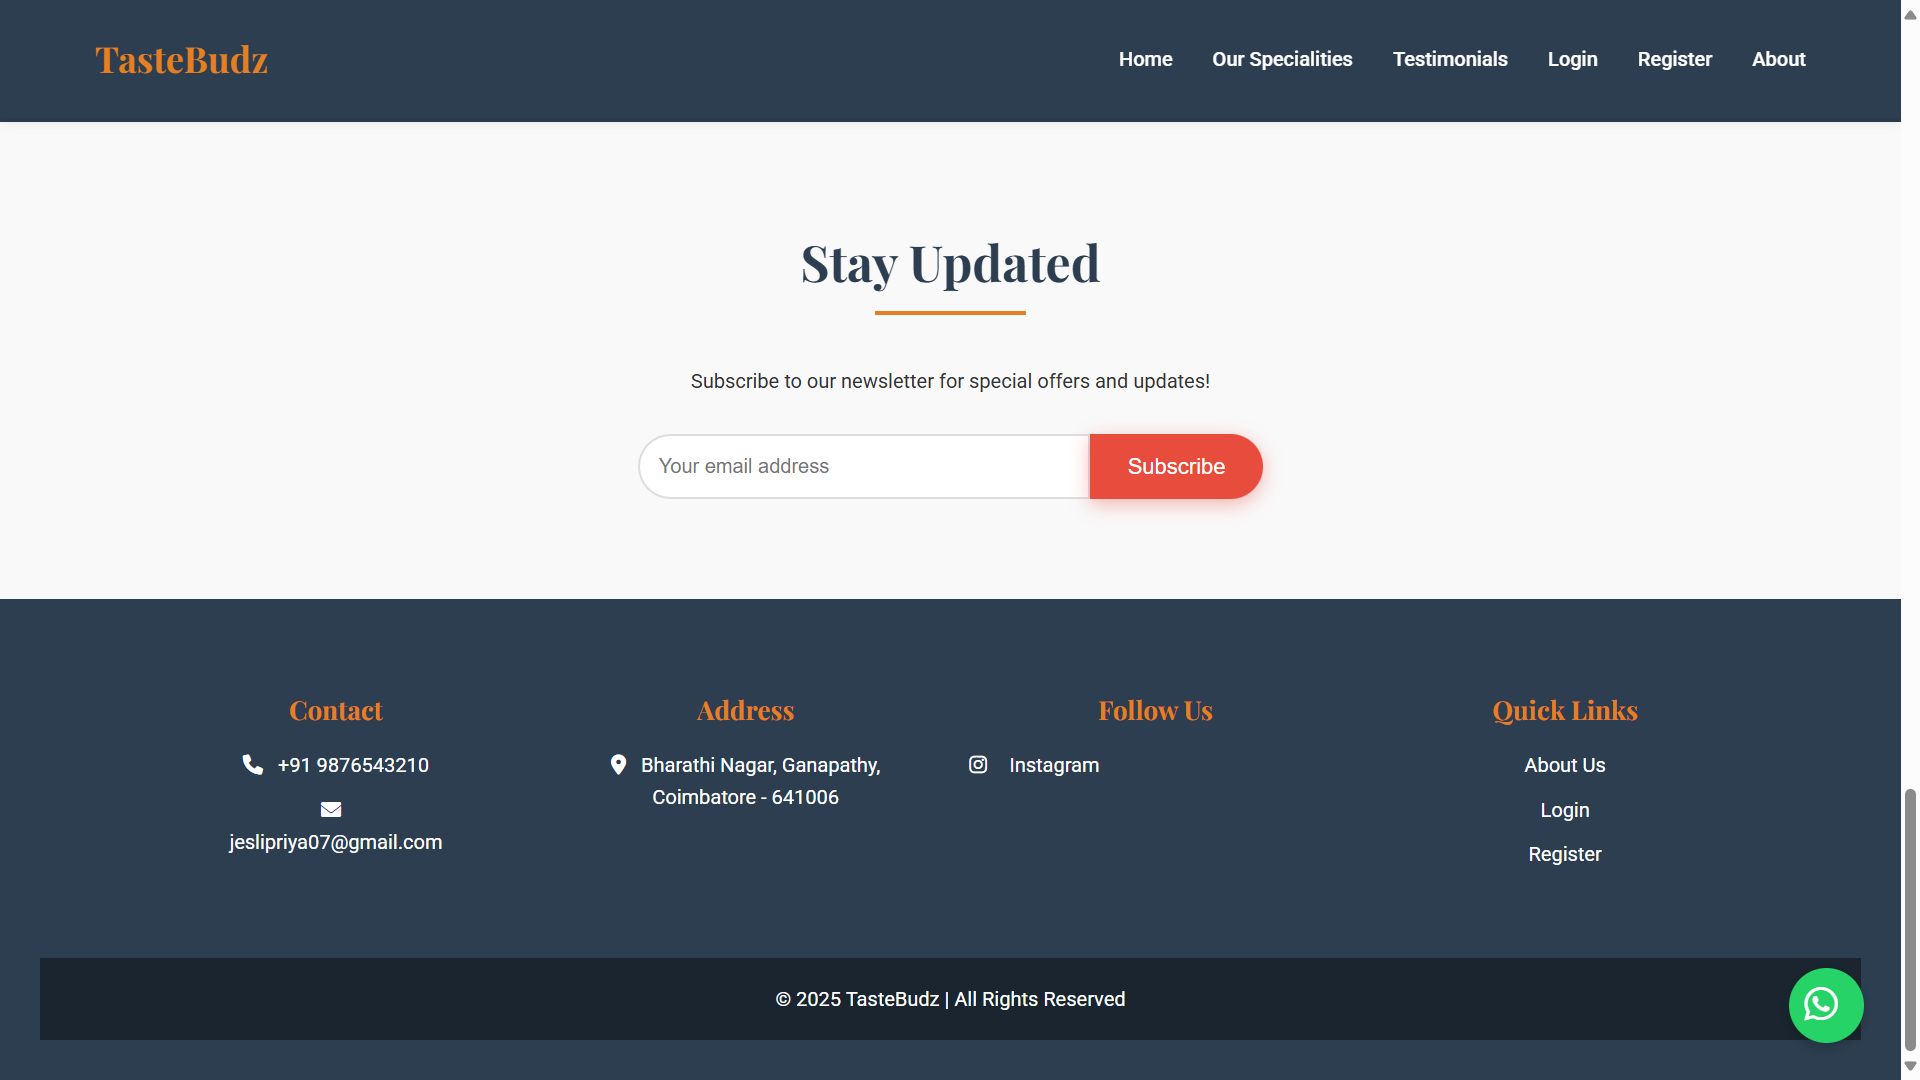 TasteBudz
Home
Our Specialities
Testimonials
Login
Register
About
Stay Updated
Subscribe to our newsletter for special offers and updates!
Your email address
Subscribe
Contact
+91 9876543210
jeslipriya07@gmail.com
Address
Bharathi Nagar, Ganapathy,
Coimbatore - 641006
Follow Us
Instagram
Quick Links
About Us
Login
Register
© 2025 TasteBudz | All Rights Reserved